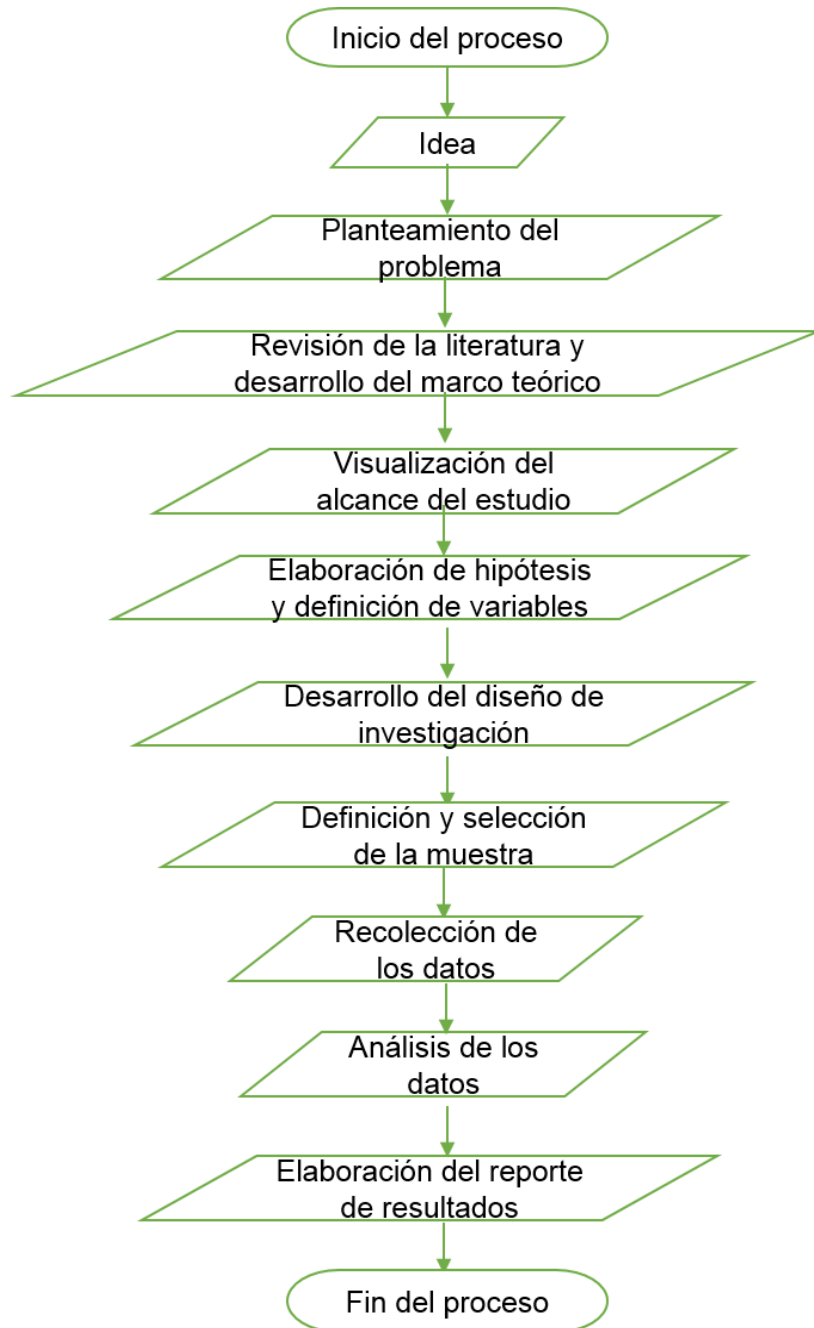 Inicio del proceso
Idea
Planteamiento del
problema
Revisión de la literatura y
desarrollo del marco teórico
Visualización del
alcance del estudio
Elaboración de hipótesis
y definición de variables
Desarrollo del diseño de
investigación
Definición y selección
de la muestra
Recolección de
los datos
Análisis de los
datos
Elaboración del reporte
de resultados
Fin del proceso